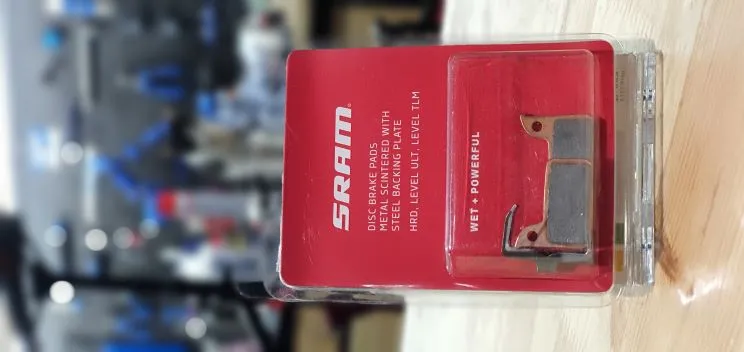 SRAM
DISC BRAKE PADS
METAL SCINTERED WITH
STEEL BACKING PLATE
HRD, LEVEL ULT, LEVEL TLM
WET + POWERFUL